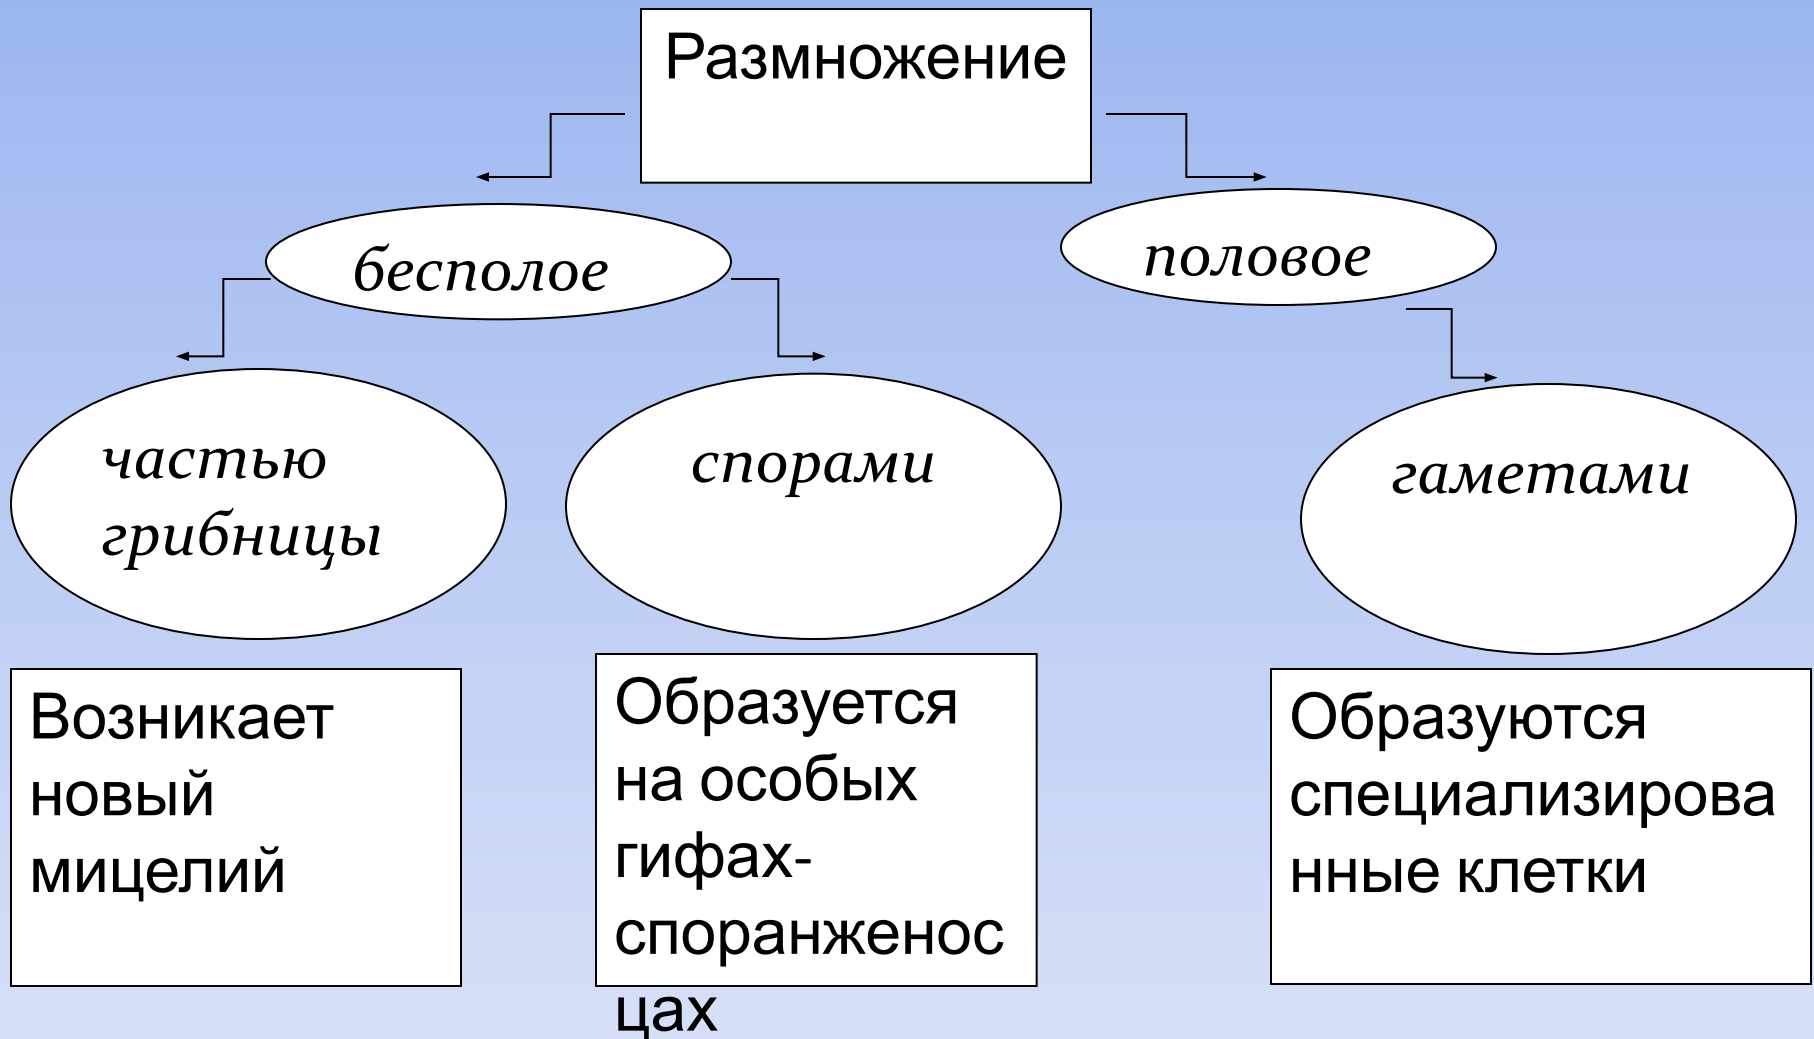 Размножение
бесполое
половое
частью
грибницы
спорами
гаметами
Возникает
новый
мицелий
Образуется
на особых
гифах-
споранженос
цах
Образуются
специализирова
нные клетки